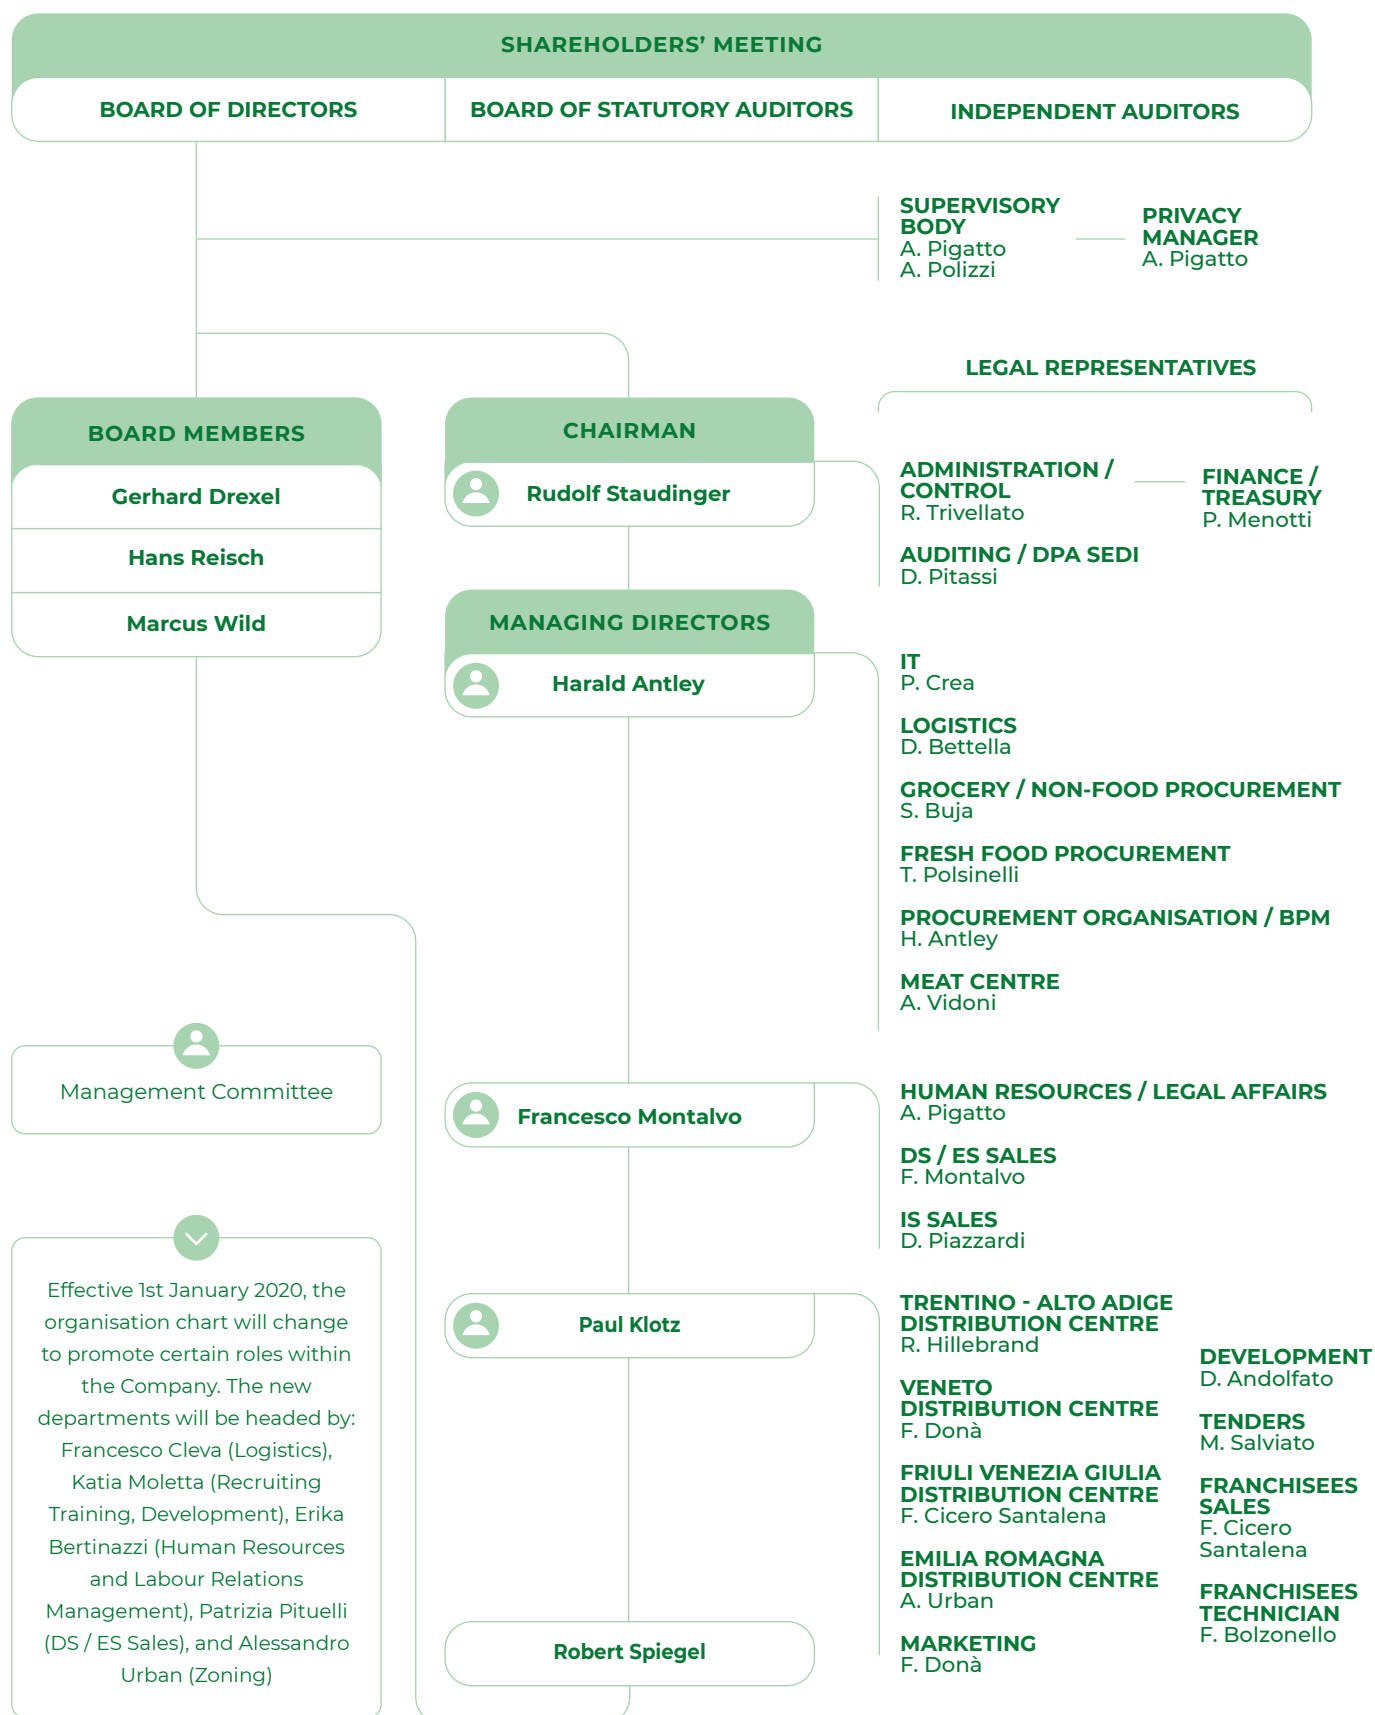 SHAREHOLDERS’ MEETING
BOARD OF DIRECTORS
BOARD OF STATUTORY AUDITORS
INDEPENDENT AUDITORS
SUPERVISORY
BODY
A. Pigatto
A. Polizzi
PRIVACY
MANAGER
A. Pigatto
LEGAL REPRESENTATIVES
BOARD MEMBERS
Gerhard Drexel
Hans Reisch
Marcus Wild
CHAIRMAN
Rudolf Staudinger
ADMINISTRATION /
CONTROL
R. Trivellato
FINANCE /
TREASURY
P. Menotti
AUDITING / DPA SEDI
D. Pitassi
MANAGING DIRECTORS
Harald Antley
IT
P. Crea
LOGISTICS
D. Bettella
GROCERY / NON-FOOD PROCUREMENT
S. Buja
FRESH FOOD PROCUREMENT
T. Polsinelli
PROCUREMENT ORGANISATION / BPM
H. Antley
MEAT CENTRE
A. Vidoni
Management Committee
Francesco Montalvo
HUMAN RESOURCES / LEGAL AFFAIRS
A. Pigatto
DS / ES SALES
F. Montalvo
IS SALES
D. Piazzardi
Effective 1st January 2020, the
organisation chart will change
to promote certain roles within
the Company. The new
departments will be headed by:
Francesco Cleva (Logistics),
Katia Moletta (Recruiting
Training, Development), Erika
Bertinazzi (Human Resources
and Labour Relations
Management), Patrizia Pituelli
(DS / ES Sales), and Alessandro
Urban (Zoning)
Paul Klotz
TRENTINO - ALTO ADIGE
DISTRIBUTION CENTRE
R. Hillebrand
VENETO
DISTRIBUTION CENTRE
F. Donà
FRIULI VENEZIA GIULIA
DISTRIBUTION CENTRE
F. Cicero Santalena
EMILIA ROMAGNA
DISTRIBUTION CENTRE
A. Urban
MARKETING
F. Donà
DEVELOPMENT
D. Andolfato
TENDERS
M. Salviato
FRANCHISEES
SALES
F. Cicero
Santalena
FRANCHISEES
TECHNICIAN
F. Bolzonello
Robert Spiegel